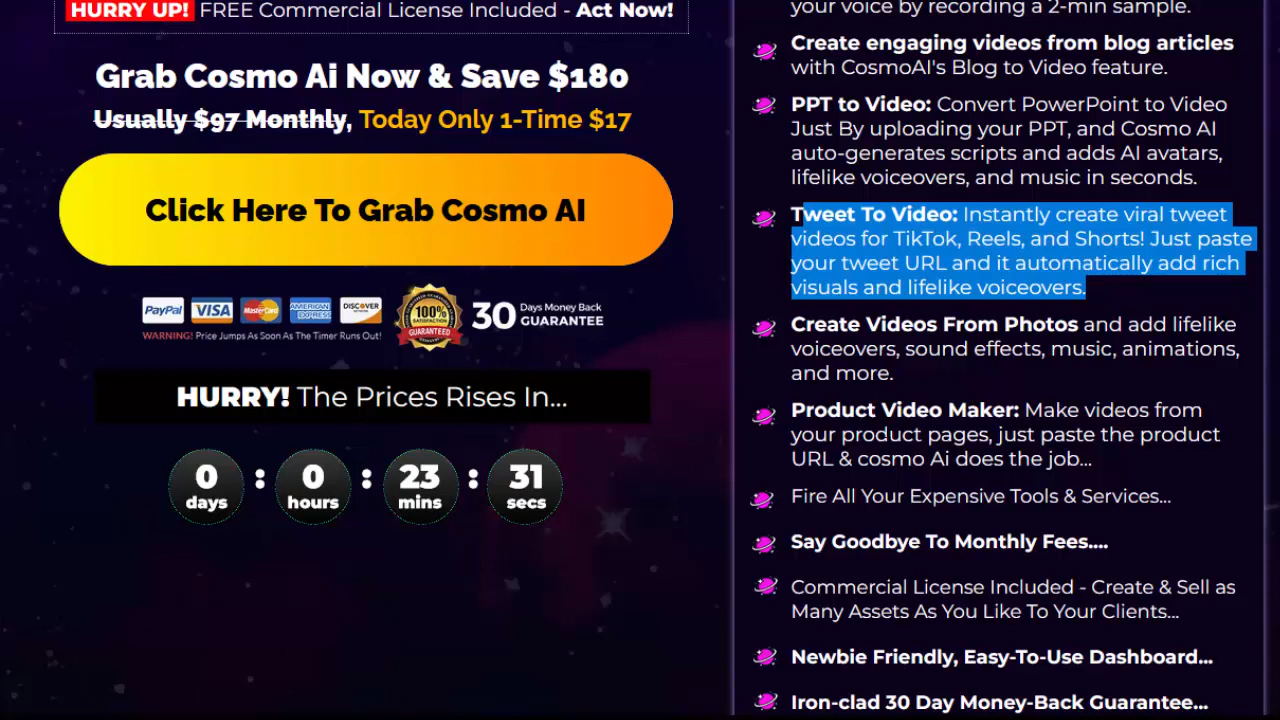 HURRY UP! FREE Commercial License Included - Act Now!
Grab Cosmo Ai Now & Save $180
Usually $97 Monthly, Today Only 1-Time $17
Click Here To Grab Cosmo AI
PayPal VISA MasterCard AMERICAN EXPRESS DISCOVER
WARNING! Price Jumps As Soon As The Timer Runs Out!
100%
SATISFACTION
GUARANTEED
30 Days Money Back
GUARANTEE
HURRY! The Prices Rises In...
0 : 0 : 23 : 31
days hours mins secs
your voice by recording a 2-min sample.
Create engaging videos from blog articles
with CosmoAI's Blog to Video feature.
PPT to Video: Convert PowerPoint to Video
Just By uploading your PPT, and Cosmo AI
auto-generates scripts and adds AI avatars,
lifelike voiceovers, and music in seconds.
Tweet To Video: Instantly create viral tweet
videos for TikTok, Reels, and Shorts! Just paste
your tweet URL and it automatically add rich
visuals and lifelike voiceovers.
Create Videos From Photos and add lifelike
voiceovers, sound effects, music, animations,
and more.
Product Video Maker: Make videos from
your product pages, just paste the product
URL & cosmo Ai does the job...
Fire All Your Expensive Tools & Services...
Say Goodbye To Monthly Fees....
Commercial License Included - Create & Sell as
Many Assets As You Like To Your Clients...
Newbie Friendly, Easy-To-Use Dashboard...
Iron-clad 30 Day Money-Back Guarantee...